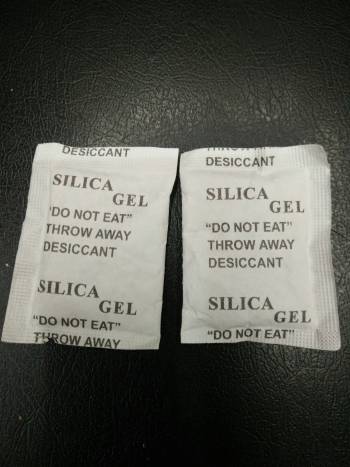 DESICCANT
SILICA
GEL
"DO NOT EAT"
THROW AWAY
DESICCANT
SILICA
GEL
"DO NOT EAT"
THROW AWAY
DESICCANT
SILICA
GEL
"DO NOT EAT"
THROW AWAY
DESICCANT
SILICA
GEL
"DO NOT EAT"